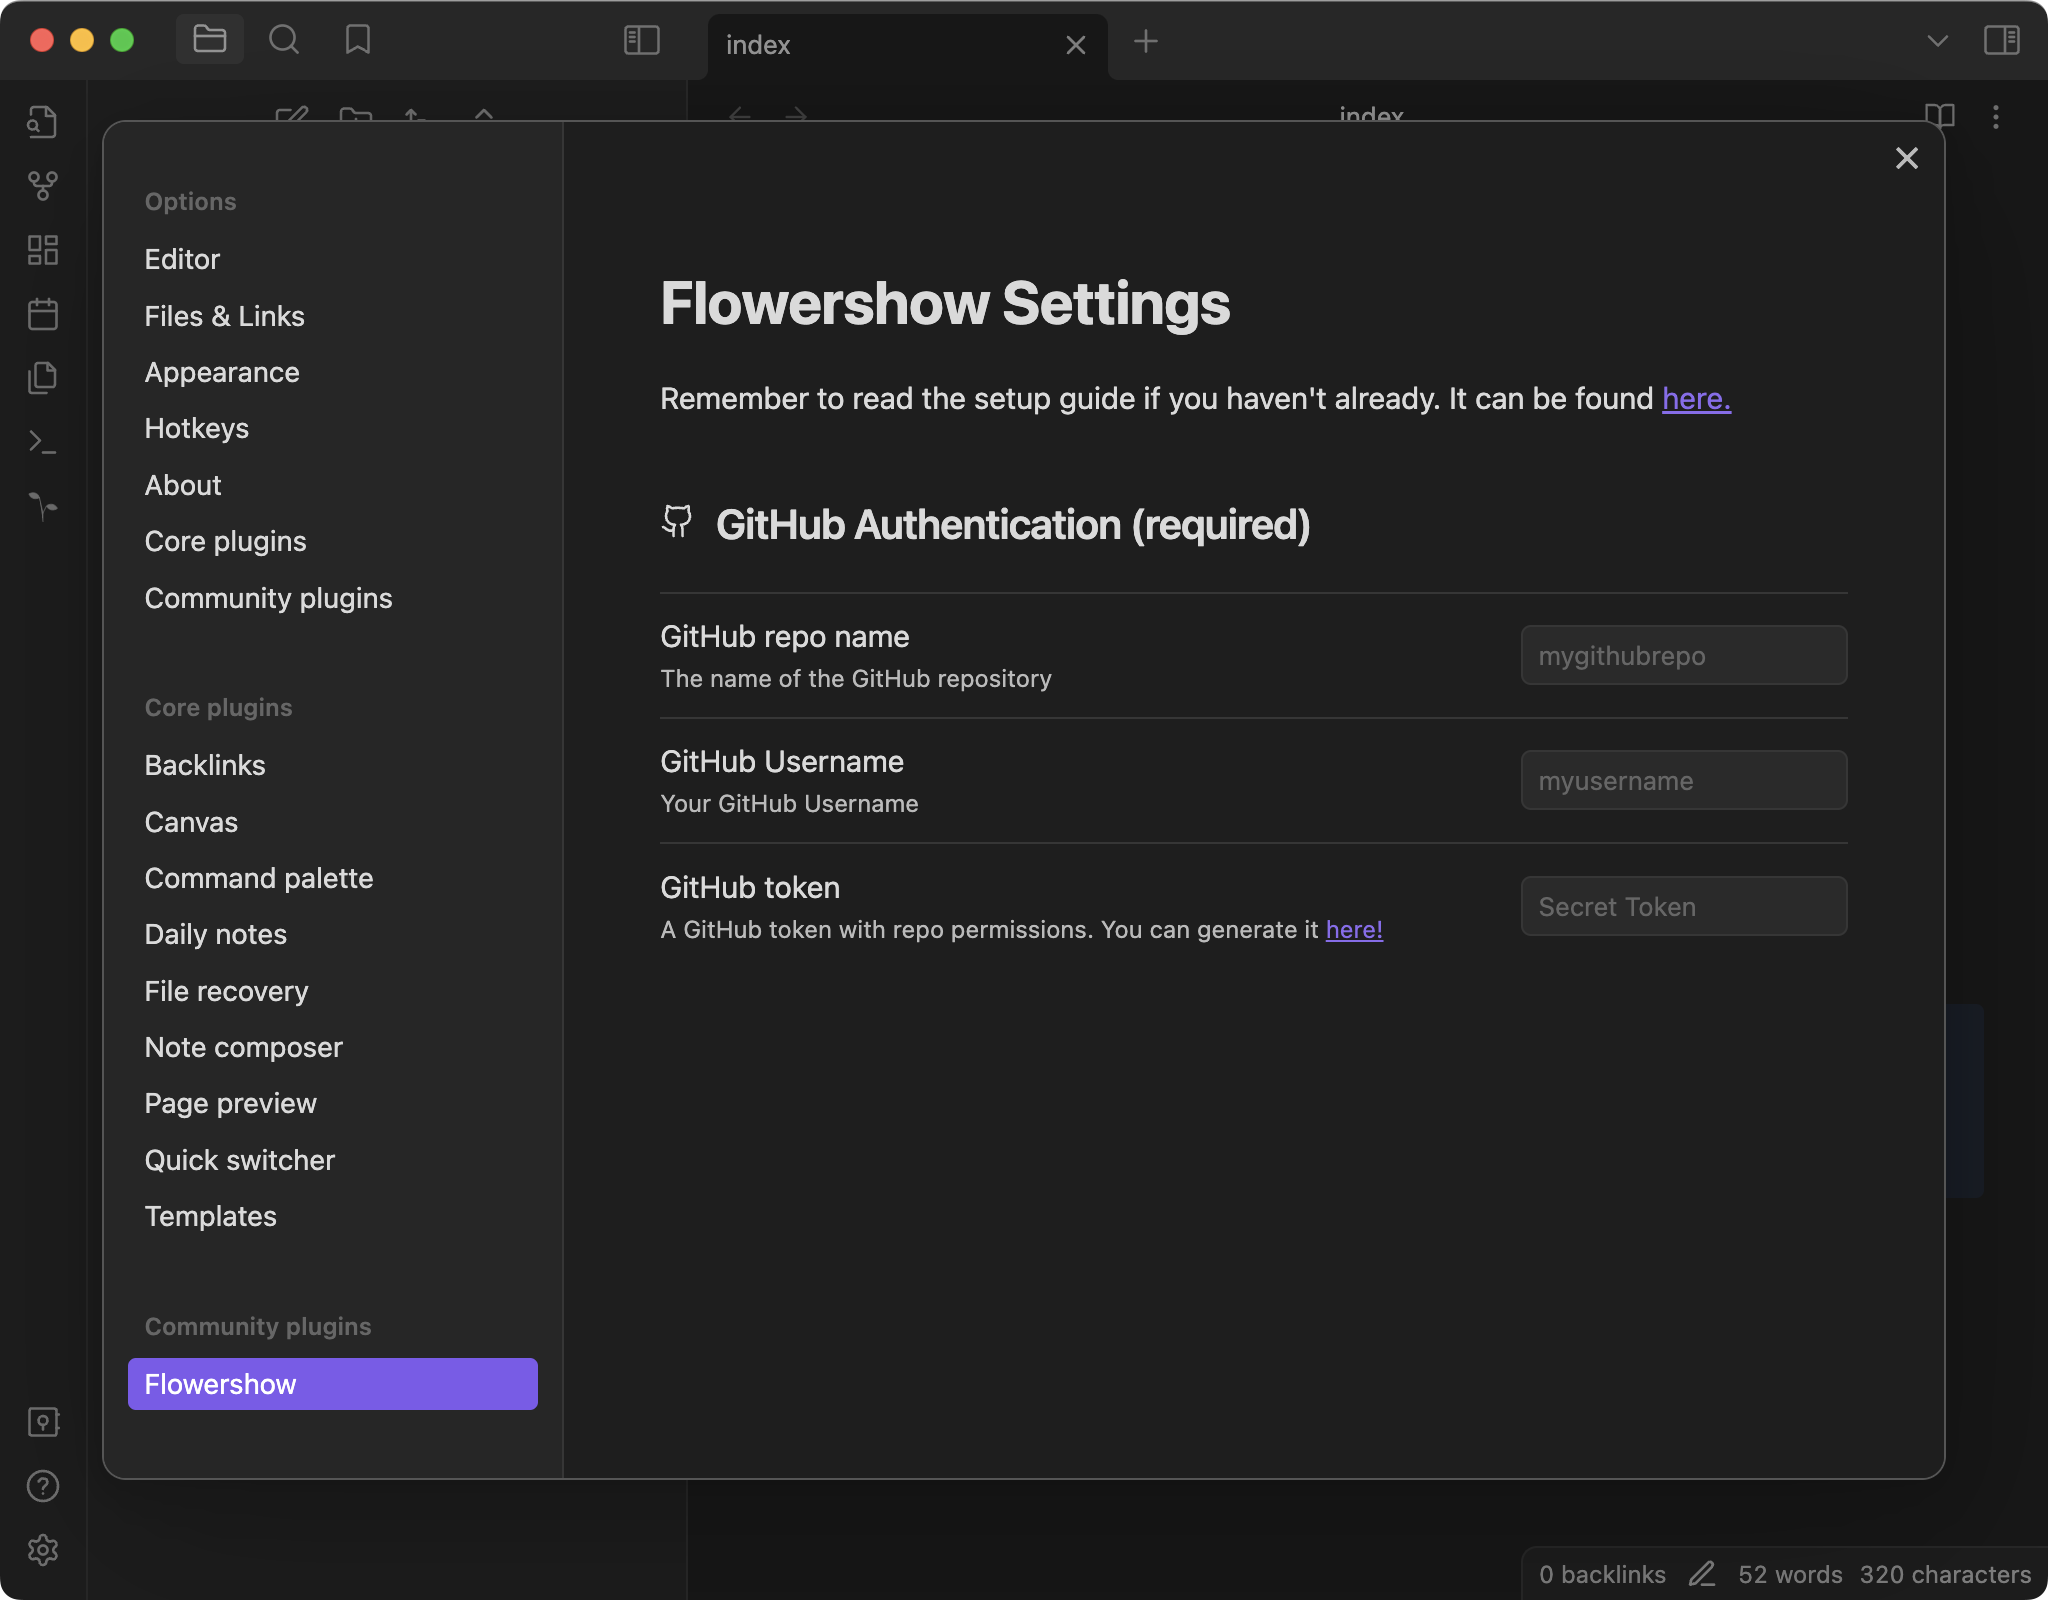 index
index
Options
Editor
Files & Links
Appearance
Hotkeys
About
Core plugins
Community plugins
Core plugins
Backlinks
Canvas
Command palette
Daily notes
File recovery
Note composer
Page preview
Quick switcher
Templates
Community plugins
Flowershow
Flowershow Settings
Remember to read the setup guide if you haven't already. It can be found here.
GitHub Authentication (required)
GitHub repo name
The name of the GitHub repository
mygithubrepo
GitHub Username
Your GitHub Username
myusername
GitHub token
A GitHub token with repo permissions. You can generate it here!
Secret Token
0 backlinks 52 words 320 characters